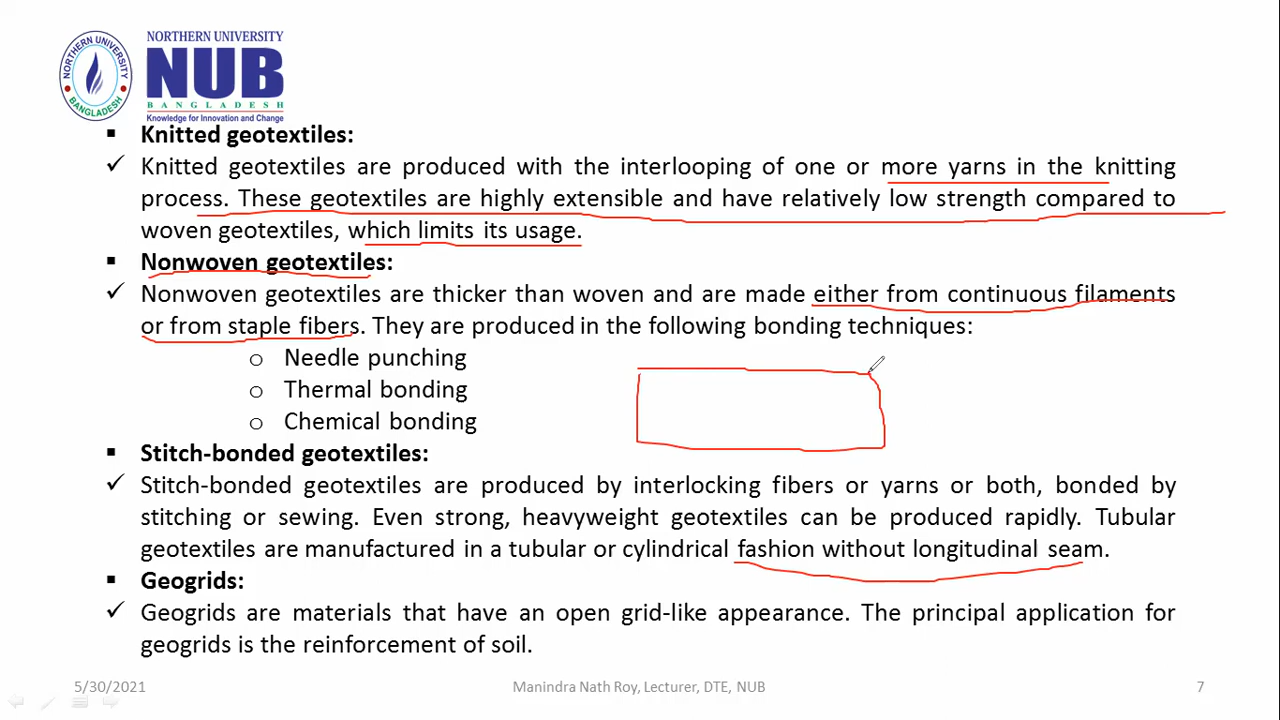 NORTHERN UNIVERSITY
NORTHERN UNIVERSITY
BANGLADESH
NUB
BANGLADESH
Knowledge for Innovation and Change
▪ Knitted geotextiles:
✓ Knitted geotextiles are produced with the interlooping of one or more yarns in the knitting
process. These geotextiles are highly extensible and have relatively low strength compared to
woven geotextiles, which limits its usage.
▪ Nonwoven geotextiles:
✓ Nonwoven geotextiles are thicker than woven and are made either from continuous filaments
or from staple fibers. They are produced in the following bonding techniques:
o Needle punching
o Thermal bonding
o Chemical bonding
▪ Stitch-bonded geotextiles:
✓ Stitch-bonded geotextiles are produced by interlocking fibers or yarns or both, bonded by
stitching or sewing. Even strong, heavyweight geotextiles can be produced rapidly. Tubular
geotextiles are manufactured in a tubular or cylindrical fashion without longitudinal seam.
▪ Geogrids:
✓ Geogrids are materials that have an open grid-like appearance. The principal application for
geogrids is the reinforcement of soil.
5/30/2021 Manindra Nath Roy, Lecturer, DTE, NUB 7